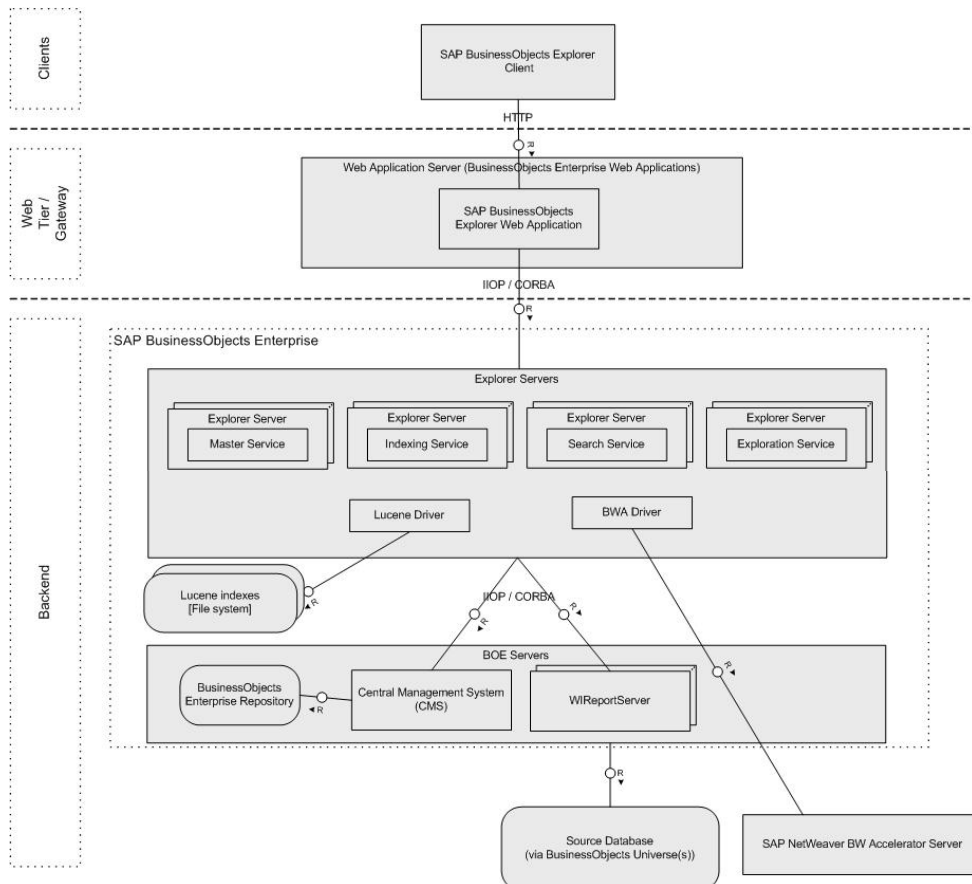 Clients
SAP BusinessObjects Explorer
Client
HTTP
R
Web
Tier /
Gateway
Web Application Server (BusinessObjects Enterprise Web Applications)
SAP BusinessObjects
Explorer Web Application
IIOP / CORBA
R
Backend
SAP BusinessObjects Enterprise
Explorer Servers
Explorer Server
Master Service
Explorer Server
Indexing Service
Explorer Server
Search Service
Explorer Server
Exploration Service
Lucene Driver
BWA Driver
Lucene indexes
[File system]
R
IIOP / CORBA
R
R
BOE Servers
BusinessObjects
Enterprise Repository
R
Central Management System
(CMS)
WIReportServer
R
R
Source Database
(via BusinessObjects Universe(s))
SAP NetWeaver BW Accelerator Server